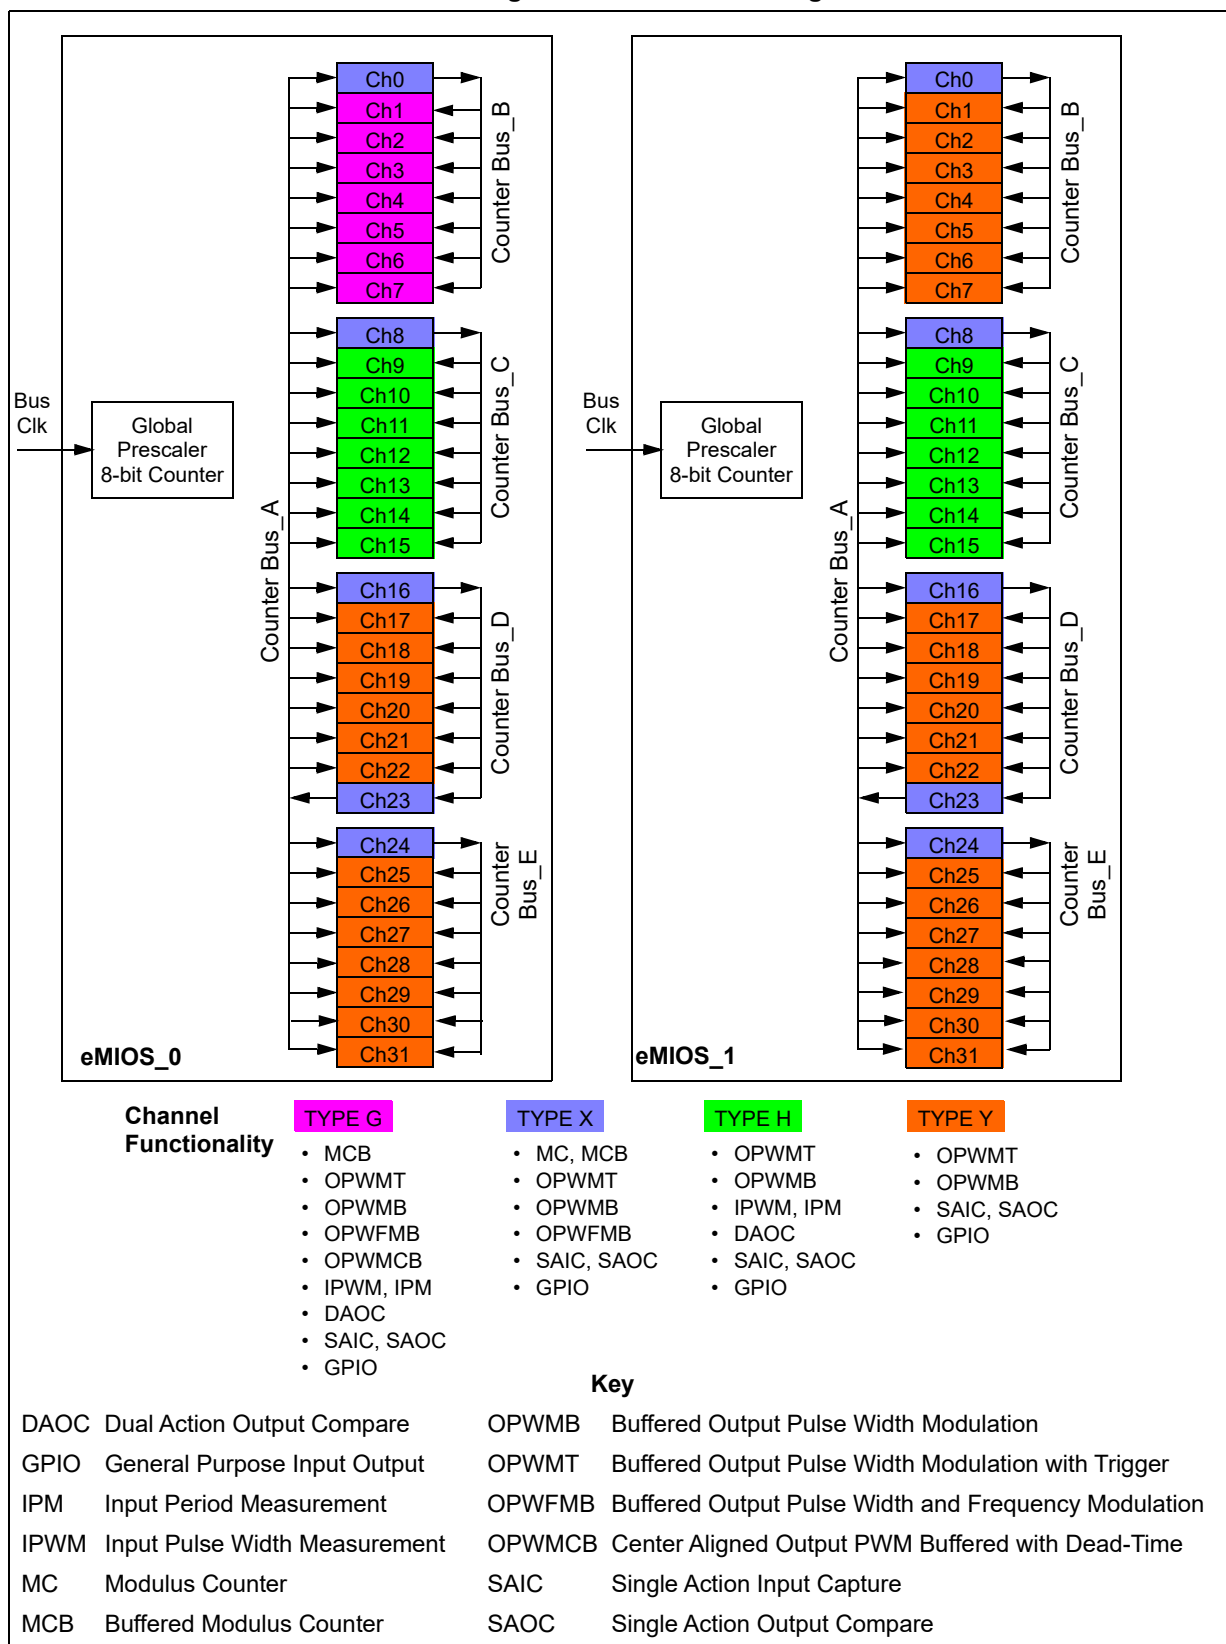 Ch0
Ch1
Ch2
Ch3
Ch4
Ch5
Ch6
Ch7
Counter Bus_B
Ch8
Ch9
Ch10
Ch11
Ch12
Ch13
Ch14
Ch15
Counter Bus_C
Bus
Clk
Global
Prescaler
8-bit Counter
Counter Bus_A
Ch16
Ch17
Ch18
Ch19
Ch20
Ch21
Ch22
Ch23
Counter Bus_D
Ch24
Ch25
Ch26
Ch27
Ch28
Ch29
Ch30
Ch31
Counter
Bus_E
eMIOS_0
Ch0
Ch1
Ch2
Ch3
Ch4
Ch5
Ch6
Ch7
Counter Bus_B
Ch8
Ch9
Ch10
Ch11
Ch12
Ch13
Ch14
Ch15
Counter Bus_C
Bus
Clk
Global
Prescaler
8-bit Counter
Counter Bus_A
Ch16
Ch17
Ch18
Ch19
Ch20
Ch21
Ch22
Ch23
Counter Bus_D
Ch24
Ch25
Ch26
Ch27
Ch28
Ch29
Ch30
Ch31
Counter
Bus_E
eMIOS_1
Channel
Functionality
TYPE G
• MCB
• OPWMT
• OPWMB
• OPWFMB
• OPWMCB
• IPWM, IPM
• DAOC
• SAIC, SAOC
• GPIO
TYPE X
• MC, MCB
• OPWMT
• OPWMB
• OPWFMB
• SAIC, SAOC
• GPIO
TYPE H
• OPWMT
• OPWMB
• IPWM, IPM
• DAOC
• SAIC, SAOC
• GPIO
TYPE Y
• OPWMT
• OPWMB
• SAIC, SAOC
• GPIO
Key
DAOC Dual Action Output Compare
GPIO General Purpose Input Output
IPM Input Period Measurement
IPWM Input Pulse Width Measurement
MC Modulus Counter
MCB Buffered Modulus Counter
OPWMB Buffered Output Pulse Width Modulation
OPWMT Buffered Output Pulse Width Modulation with Trigger
OPWFMB Buffered Output Pulse Width and Frequency Modulation
OPWMCB Center Aligned Output PWM Buffered with Dead-Time
SAIC Single Action Input Capture
SAOC Single Action Output Compare